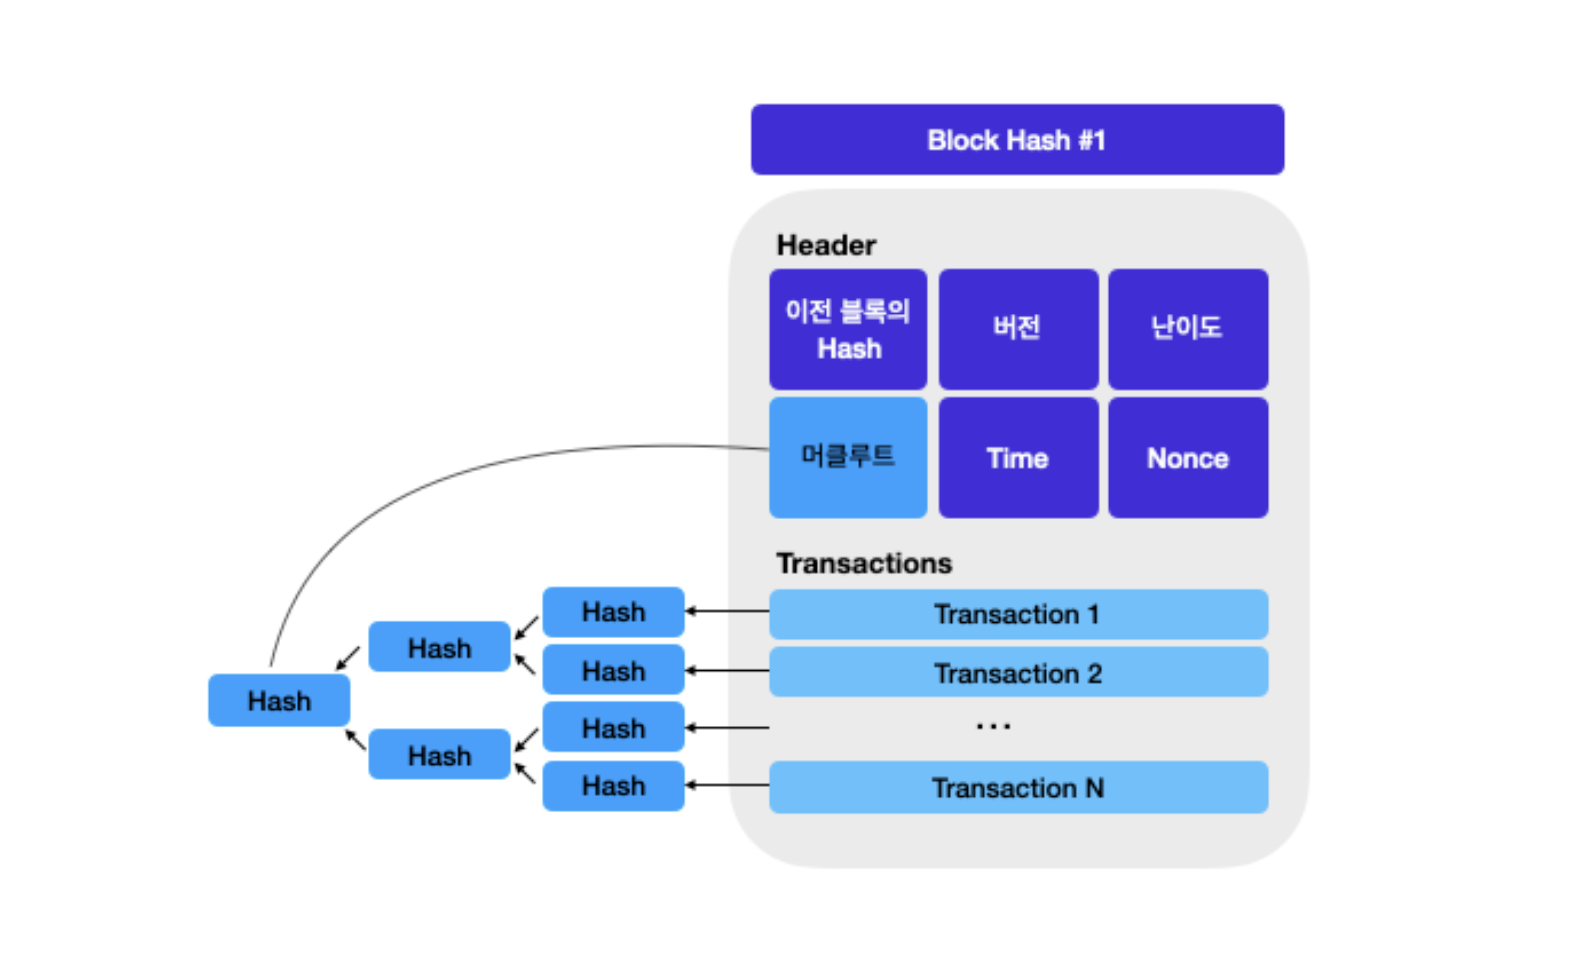 Block Hash #1
Header
이전 블록의
Hash
버전
난이도
머클루트
Time
Nonce
Transactions
Hash
Transaction 1
Hash
Hash
Transaction 2
Hash
Hash
...
Hash
Hash
Transaction N